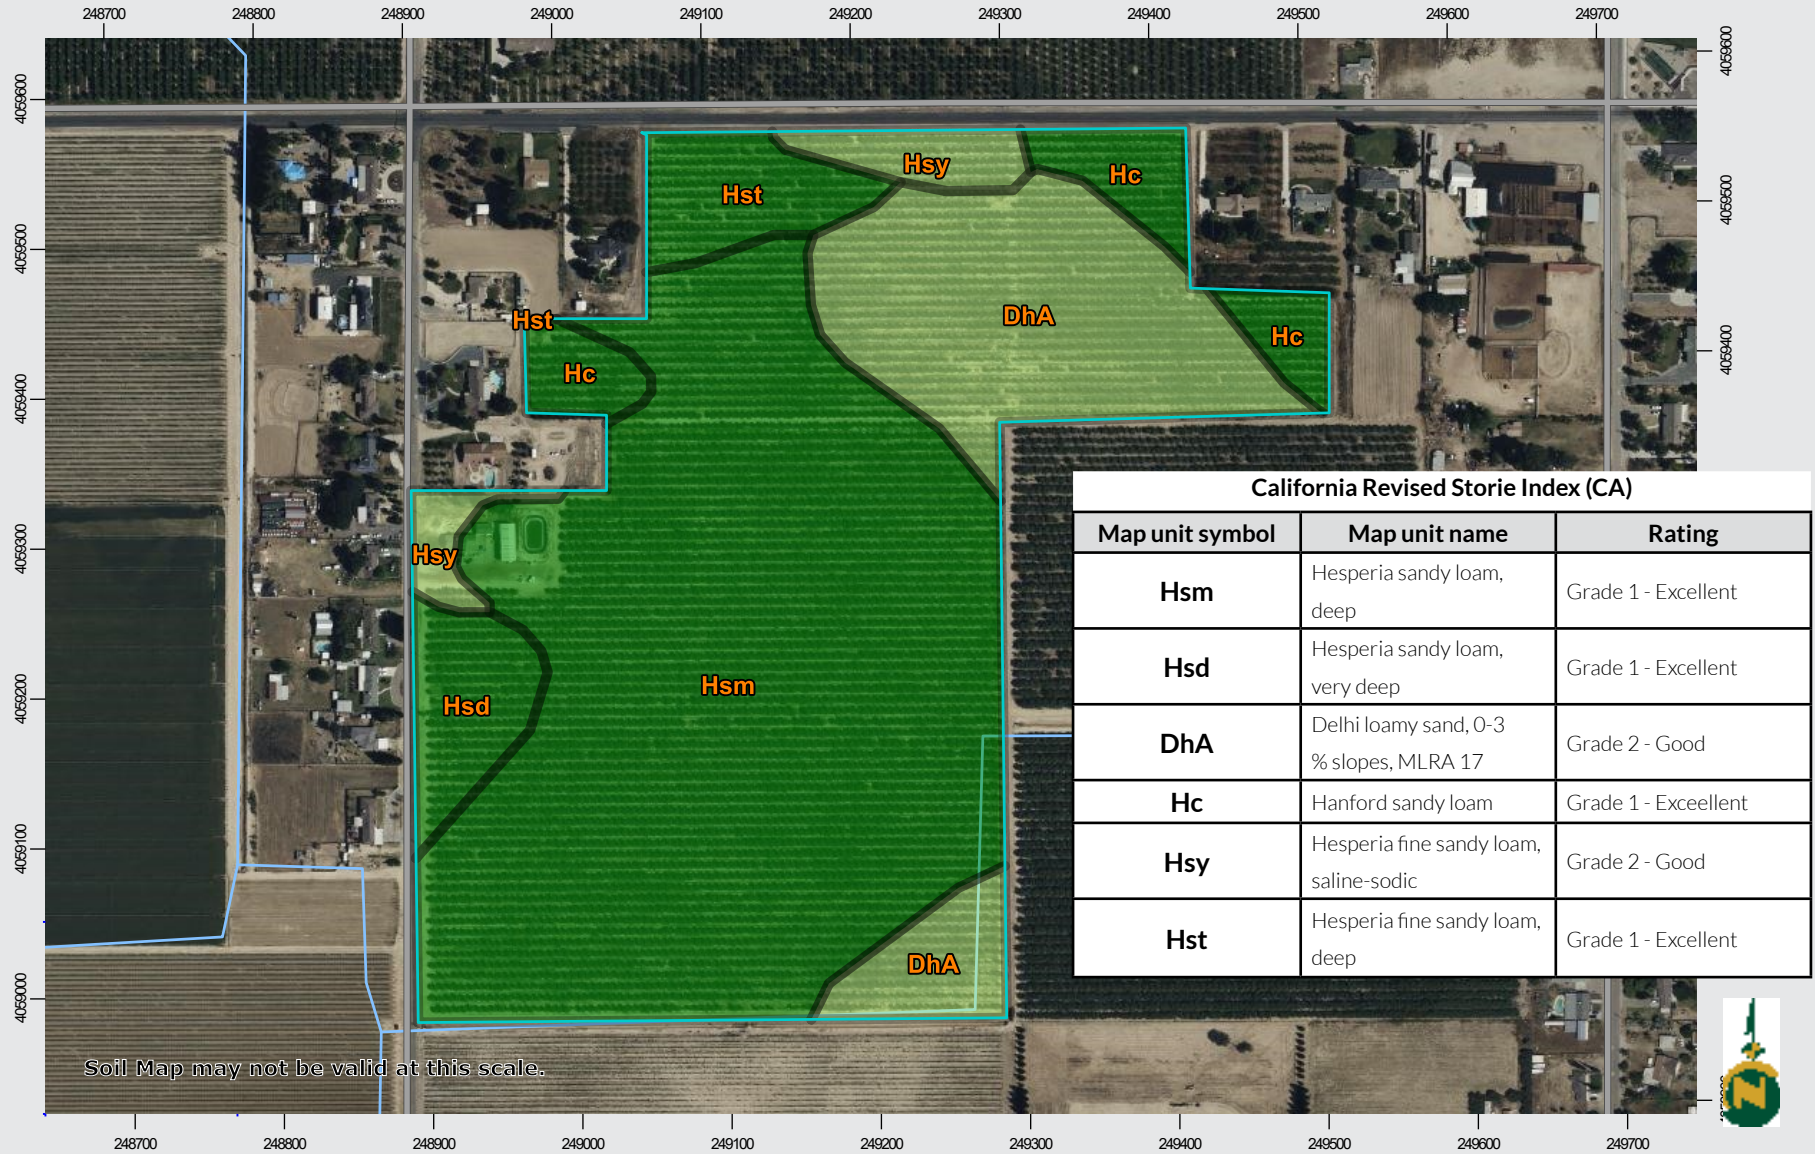 248700 248800 248900 249000 249100 249200 249300 249400 249500 249600 249700
4059600
4059500
4059400
4059300
4059200
4059100
4059000
4059600
4059500
4059400
Hsy
Hc
Hst
DhA
Hst
Hc
Hc
Hsy
Hsm
Hsd
DhA
California Revised Storie Index (CA)
Map unit symbol Map unit name Rating
Hsm Hesperia sandy loam, deep Grade 1 - Excellent
Hsd Hesperia sandy loam, very deep Grade 1 - Excellent
DhA Delhi loamy sand, 0-3 % slopes, MLRA 17 Grade 2 - Good
Hc Hanford sandy loam Grade 1 - Exceellent
Hsy Hesperia fine sandy loam, saline-sodic Grade 2 - Good
Hst Hesperia fine sandy loam, deep Grade 1 - Excellent
Soil Map may not be valid at this scale.
N
248700 248800 248900 249000 249100 249200 249300 249400 249500 249600 249700